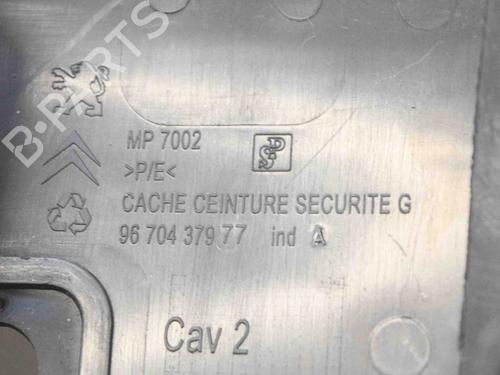 B-PARTS
MP 7002
>P/E<
CACHE CEINTURE SECURITE G
96 704 379 77 ind A
Cav 2